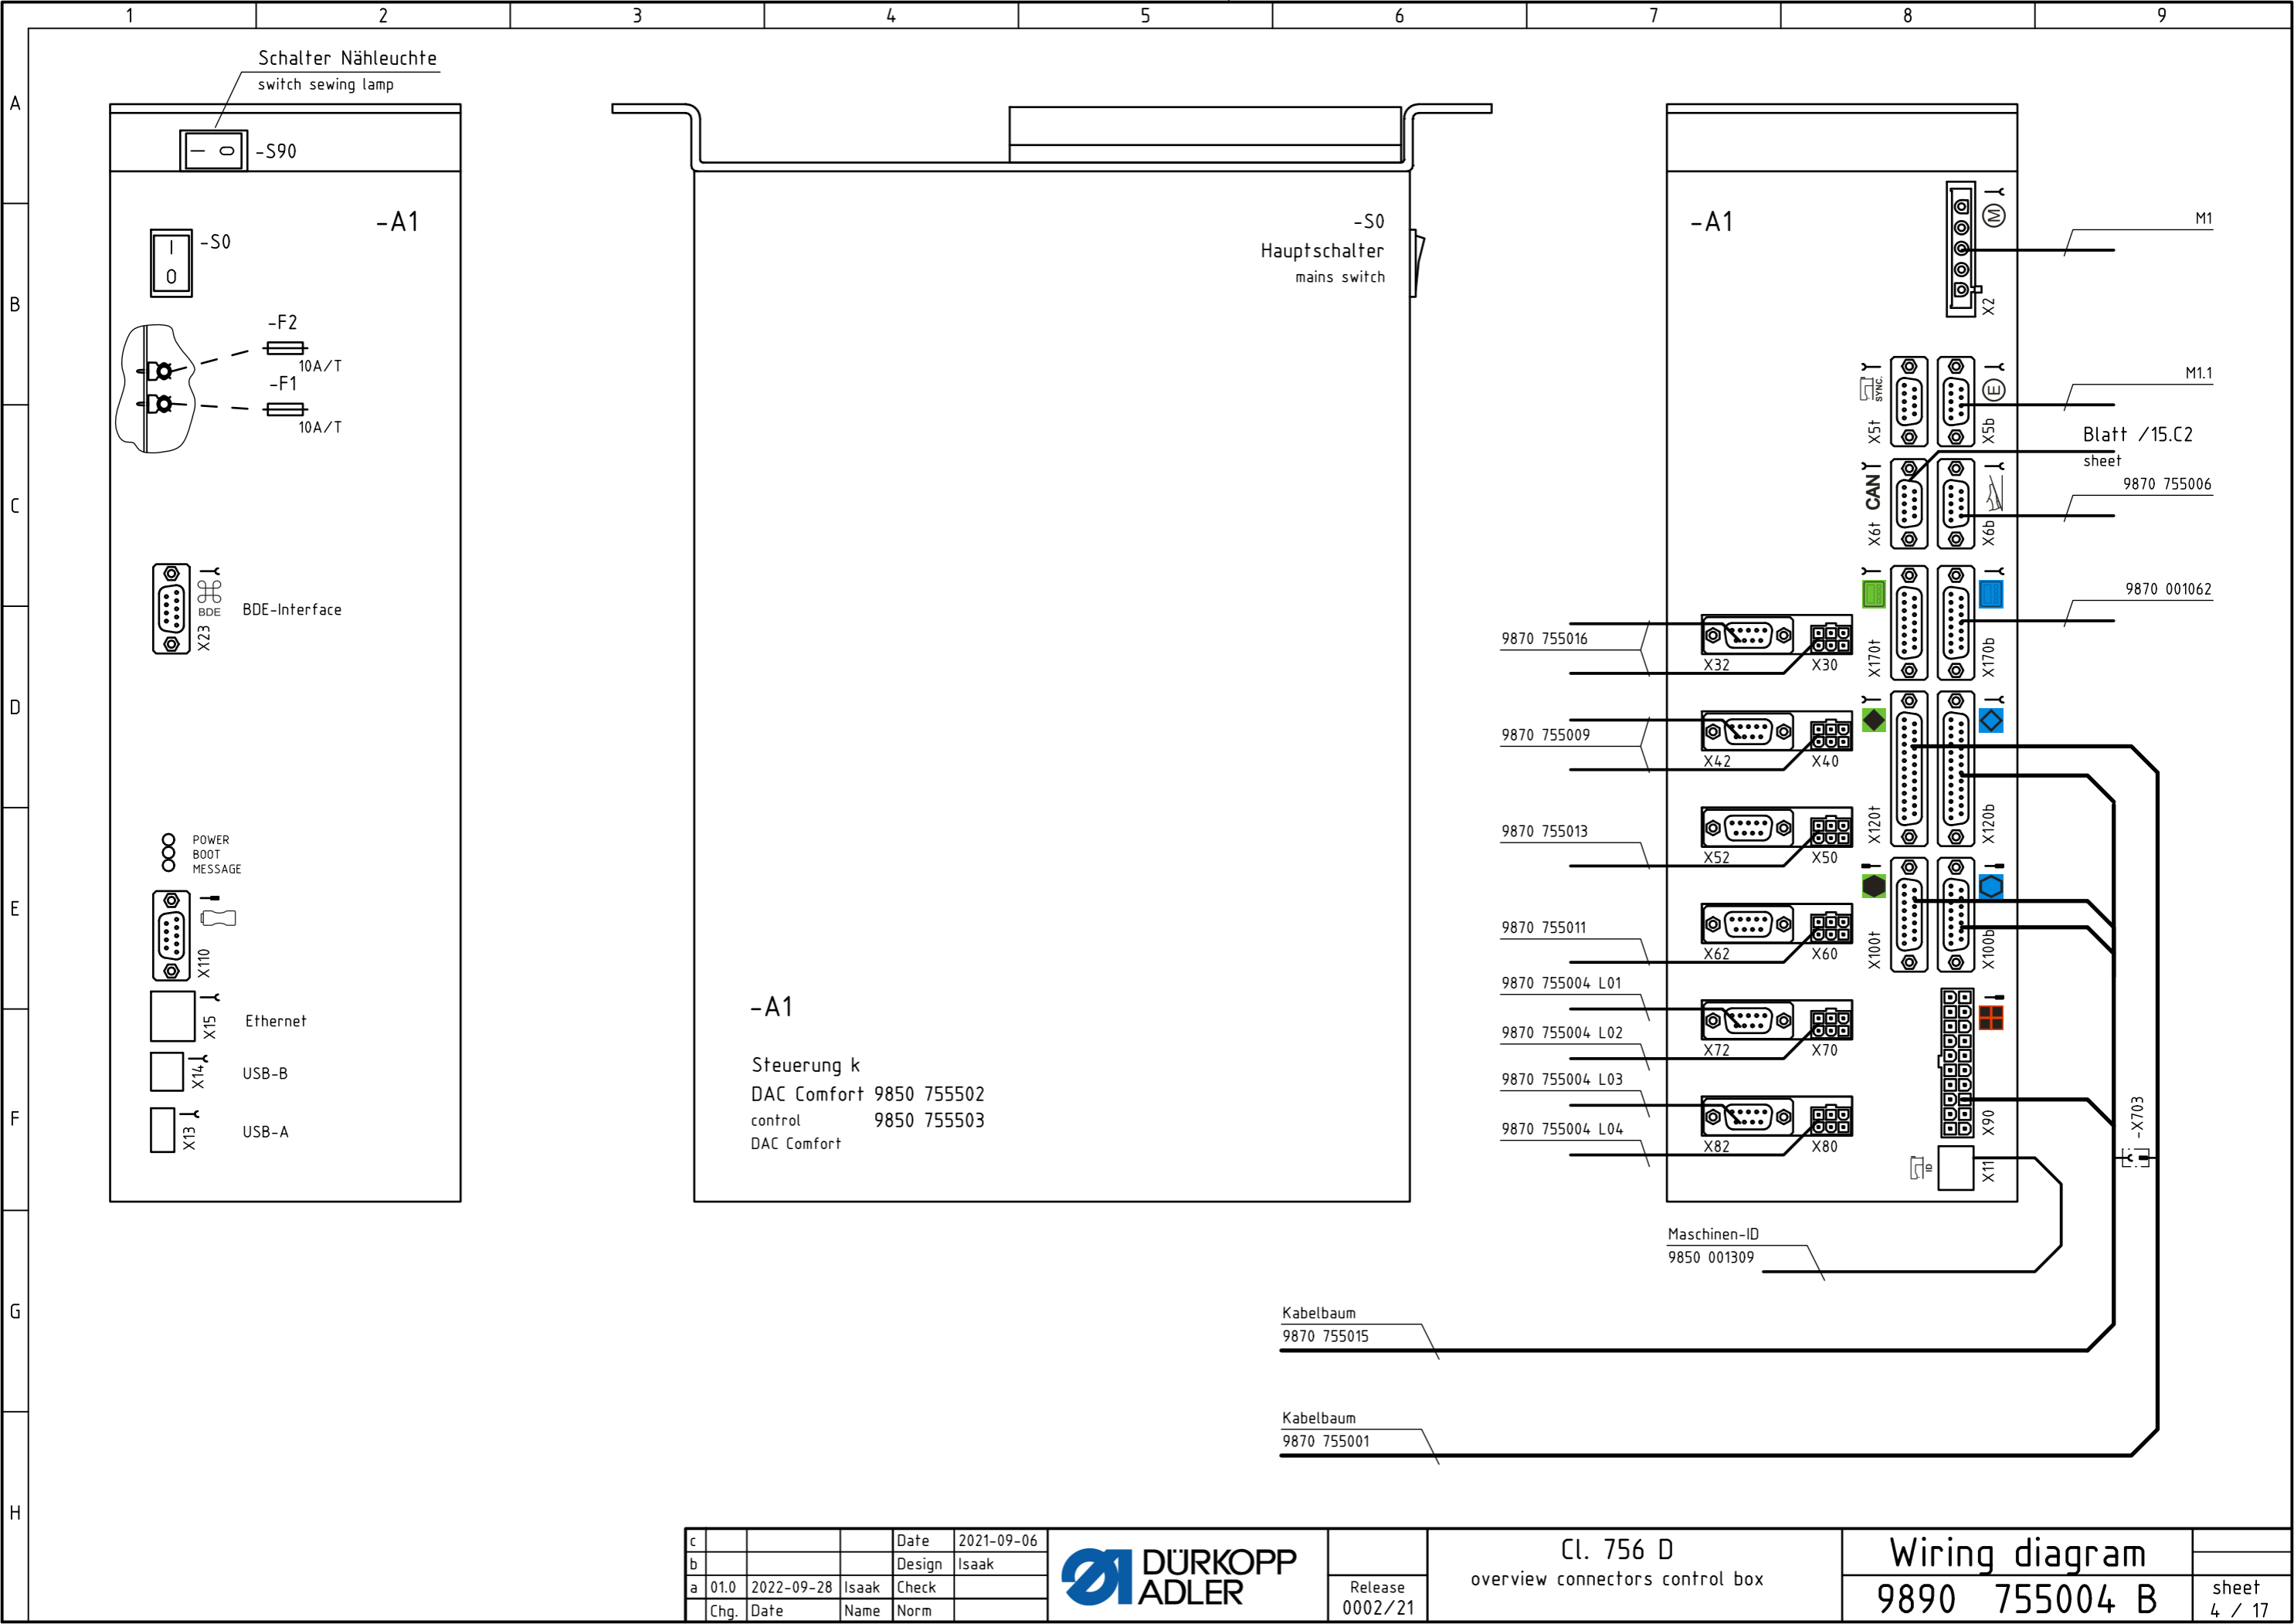 1 2 3 4 5 6 7 8 9
A
B
C
D
E
F
G
H
Schalter Nähleuchte
switch sewing lamp
-S90
-A1
-S0
I
0
-F2
10A/T
-F1
10A/T
BDE
X23
BDE-Interface
POWER
BOOT
MESSAGE
X110
X15
Ethernet
X14
USB-B
X13
USB-A
-S0
Hauptschalter
mains switch
-A1
Steuerung k
DAC Comfort 9850 755502
control 9850 755503
DAC Comfort
-A1
M
X2
M1
SYNC.
X5t
E
X5b
M1.1
Blatt /15.C2
sheet
CAN
X6t
X6b
9870 755006
X170t
X170b
9870 001062
9870 755016
X32
X30
9870 755009
X42
X40
X120t
X120b
9870 755013
X52
X50
9870 755011
X62
X60
X100t
X100b
9870 755004 L01
9870 755004 L02
X72
X70
9870 755004 L03
9870 755004 L04
X82
X80
X90
ID
X11
-X703
Maschinen-ID
9850 001309
Kabelbaum
9870 755015
Kabelbaum
9870 755001
c Date 2021-09-06
b Design Isaak
a 01.0 2022-09-28 Isaak Check
Chg. Date Name Norm
DÜRKOPP
ADLER
Release
0002/21
Cl. 756 D
overview connectors control box
Wiring diagram
9890 755004 B
sheet
4 / 17